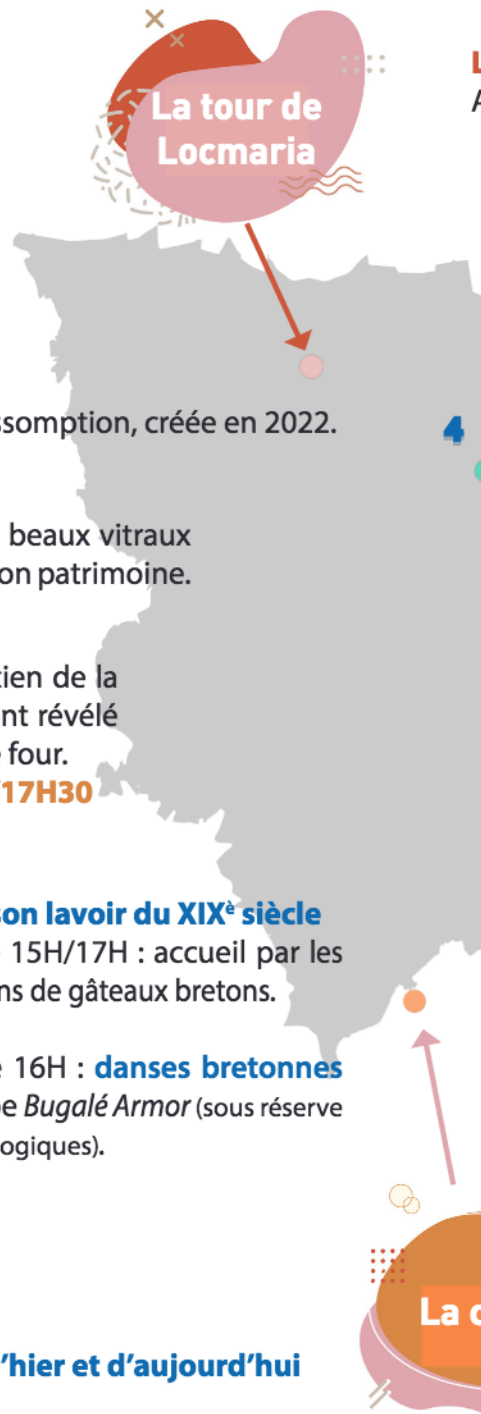 La tour de
Locmaria
L
A
ssomption, créée en 2022.
4
beaux vitraux
on patrimoine.
tien de la
nt révélé
four.
17H30
son lavoir du XIXè siècle
15H/17H : accueil par les
ns de gâteaux bretons.
e 16H : danses bretonnes
pe Bugalé Armor (sous réserve
ogiques).
La c
'hier et d'aujourd'hui